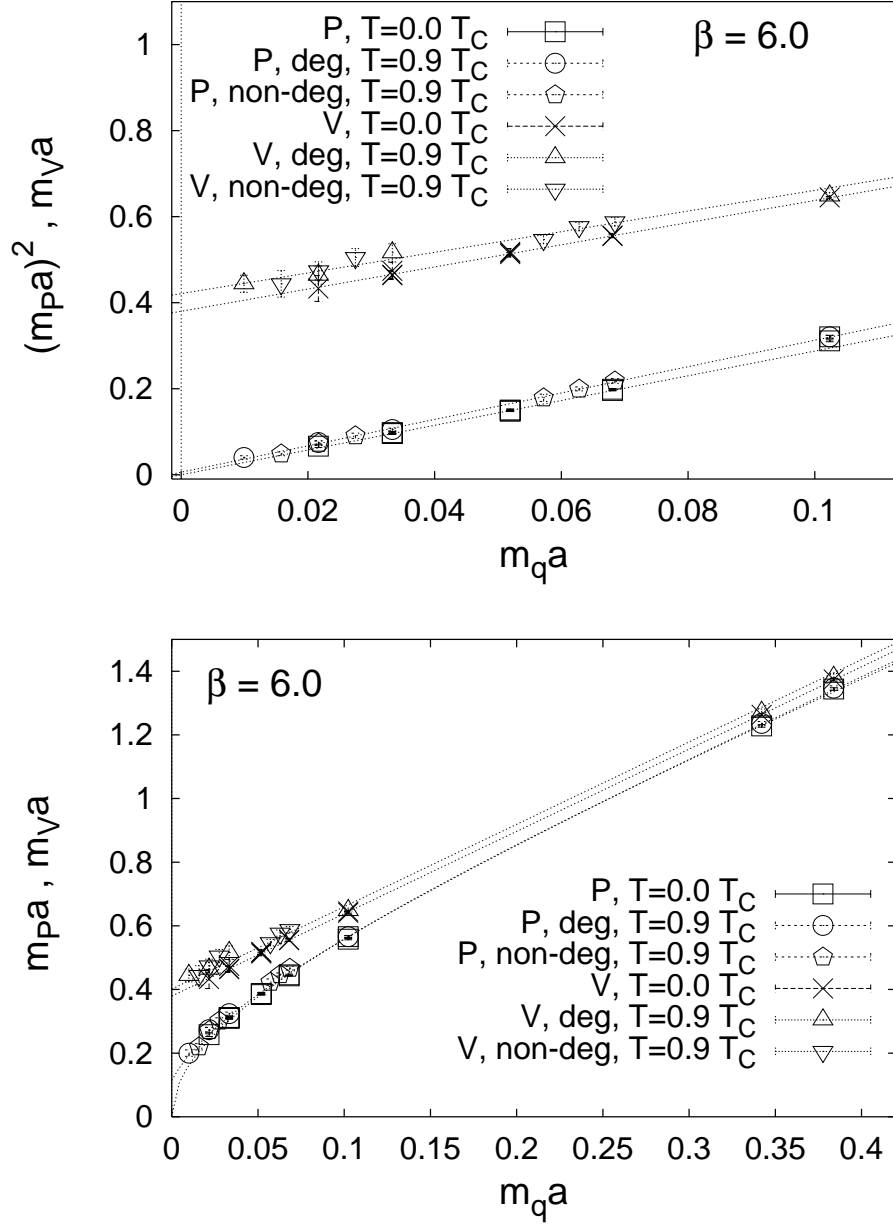 P, T=0.0 T_C
β = 6.0
P, deg, T=0.9 T_C
P, non-deg, T=0.9 T_C
V, T=0.0 T_C
V, deg, T=0.9 T_C
V, non-deg, T=0.9 T_C
(m_Pa)^2 , m_Va
1
0.8
0.6
0.4
0.2
0
0 0.02 0.04 0.06 0.08 0.1
m_qa
β = 6.0
m_Pa , m_Va
1.4
1.2
1
0.8
0.6
0.4
0.2
0
P, T=0.0 T_C
P, deg, T=0.9 T_C
P, non-deg, T=0.9 T_C
V, T=0.0 T_C
V, deg, T=0.9 T_C
V, non-deg, T=0.9 T_C
0 0.05 0.1 0.15 0.2 0.25 0.3 0.35 0.4
m_qa